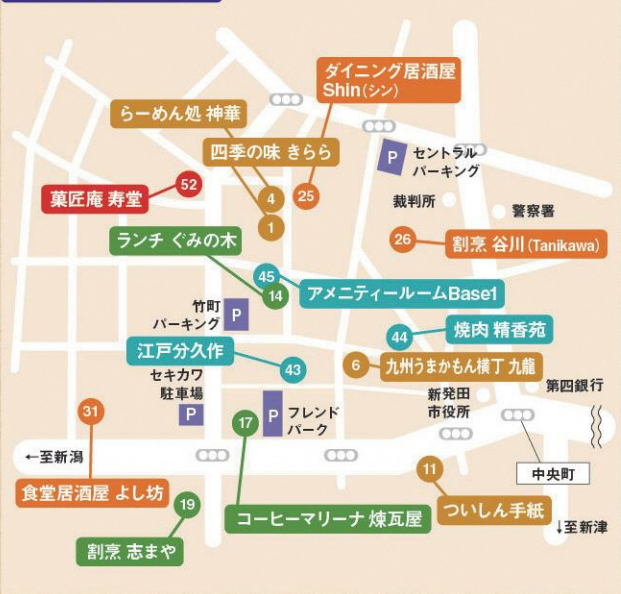 ダイニング居酒屋
Shin(シン)
らーめん処 神華
四季の味 きらら
P
セントラル
パーキング
52
菓匠庵 寿堂
4
25
裁判所
警察署
1
ランチ ぐみの木
26
割烹 谷川(Tanikawa)
45
14
アメニティールームBase1
竹町
パーキング
P
44
焼肉 精香苑
江戸分久作
43
6
九州うまかもん横丁 九龍
セキカワ
駐車場
P
新発田
市役所
第四銀行
31
17
P
フレンド
パーク
←至新潟
11
中央町
食堂居酒屋 よし坊
19
コーヒーマリーナ 煉瓦屋
ついしん手紙
↓至新津
割烹 志まや